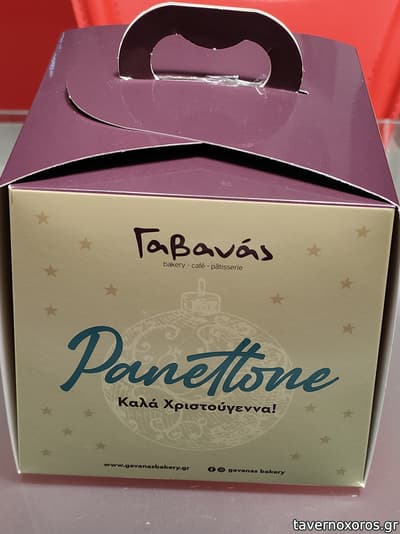 Γαβανάς
bakery - café - pâtisserie
Panettone
Καλά Χριστούγεννα!
www.gavanasbakery.gr gavanas bakery
tavernoxoros.gr